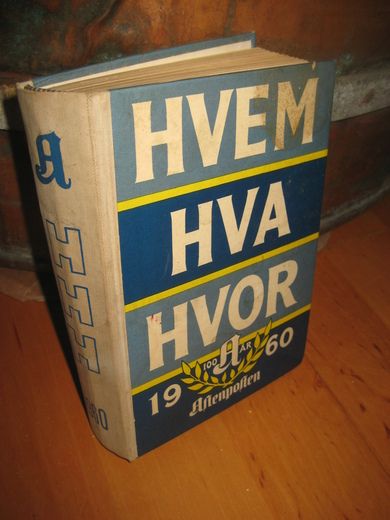 HVEM
HVA
HVOR
100 A ÅR
19 60
Aftenposten
A
HHH
1960